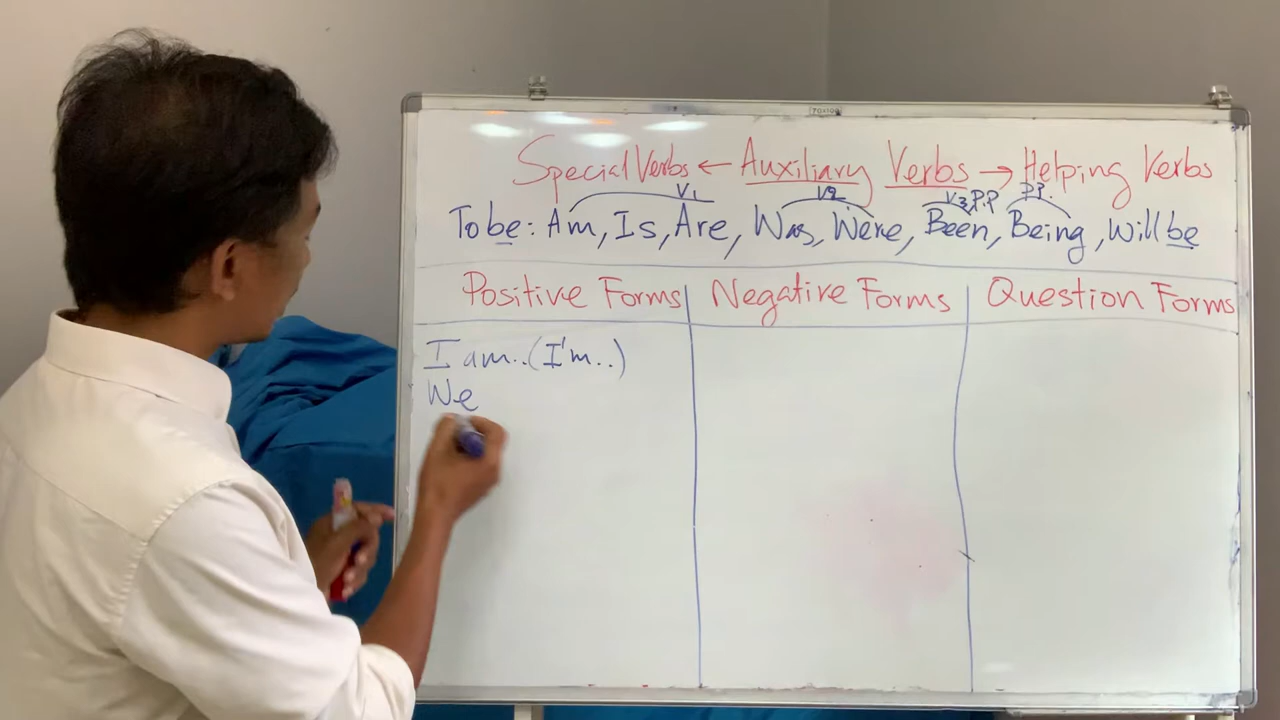 Special Verbs ← Auxiliary Verbs → Helping Verbs
V1 V2 V3,P.P P.P.
To be: Am, Is, Are, Was, Were, Been, Being, Will be
Positive Forms Negative Forms Question Forms
I am..(I'm..)
We